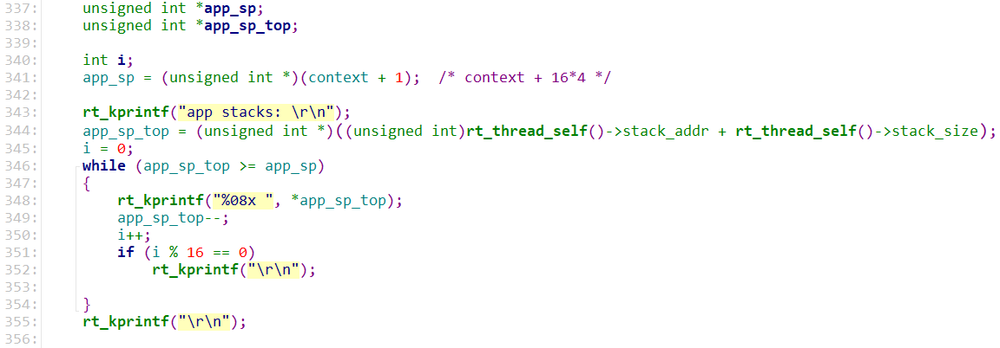 337: unsigned int *app_sp;
338: unsigned int *app_sp_top;
339:
340: int i;
341: app_sp = (unsigned int *)(context + 1);  /* context + 16*4 */
342:
343: rt_kprintf("app stacks: \r\n");
344: app_sp_top = (unsigned int *)((unsigned int)rt_thread_self()->stack_addr + rt_thread_self()->stack_size);
345: i = 0;
346: while (app_sp_top >= app_sp)
347: {
348:     rt_kprintf("%08x ", *app_sp_top);
349:     app_sp_top--;
350:     i++;
351:     if (i % 16 == 0)
352:         rt_kprintf("\r\n");
353:
354: }
355: rt_kprintf("\r\n");
356: